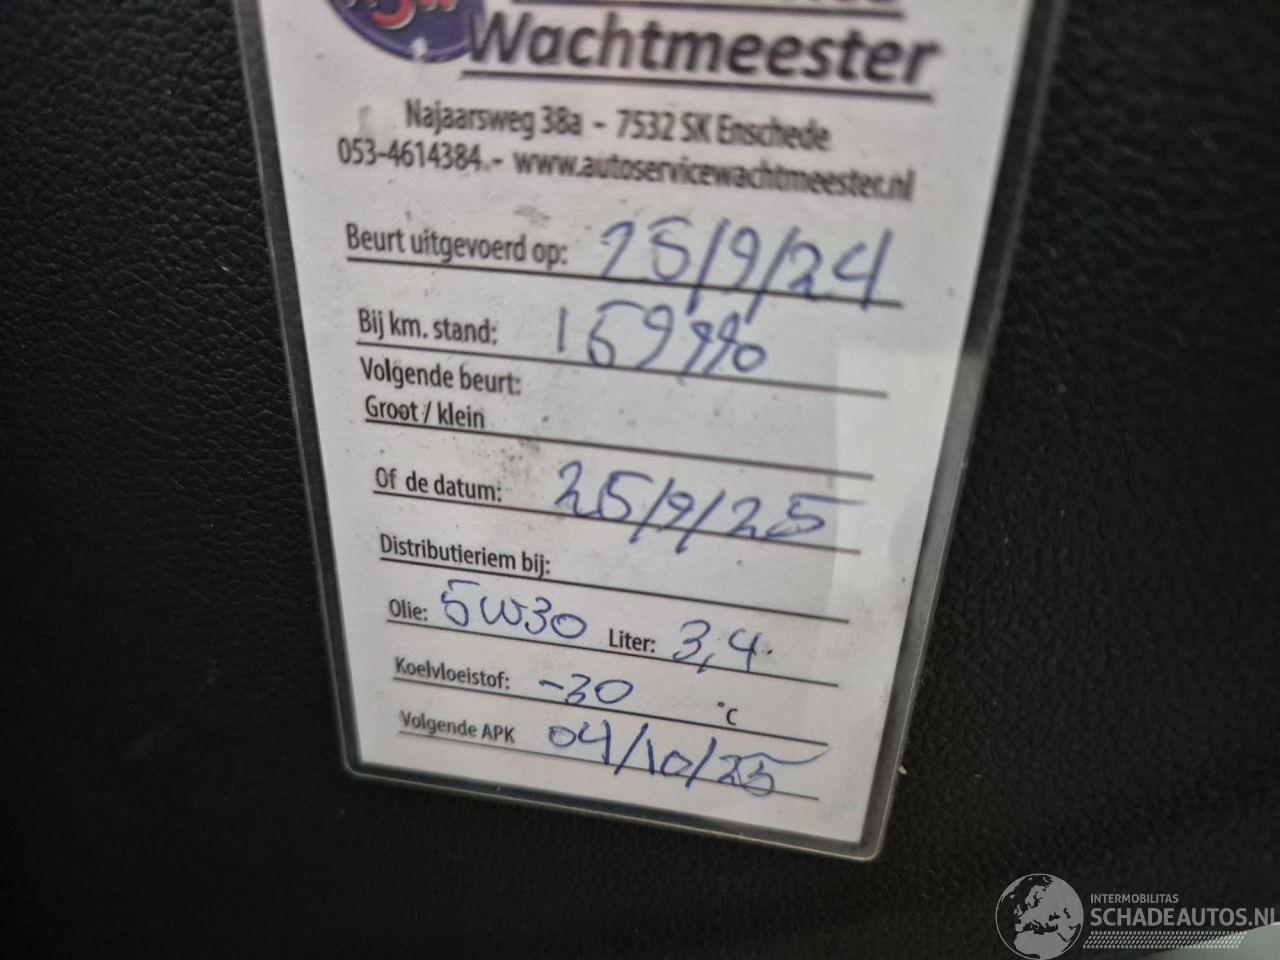 Wachtmeester
Najaarsweg 38a - 7532 SK Enschede
053-4614384 - www.autoservicewachtmeester.nl
Beurt uitgevoerd op: 25/9/24
Bij km. stand: 169990
Volgende beurt:
Groot / klein
Of de datum: 25/9/25
Distributieriem bij:
Olie: 5W30 Liter: 3,4
Koelvloeistof: -30 °C
Volgende APK 04/10/25
INTERMOBILITAS
SCHADEAUTOS.NL